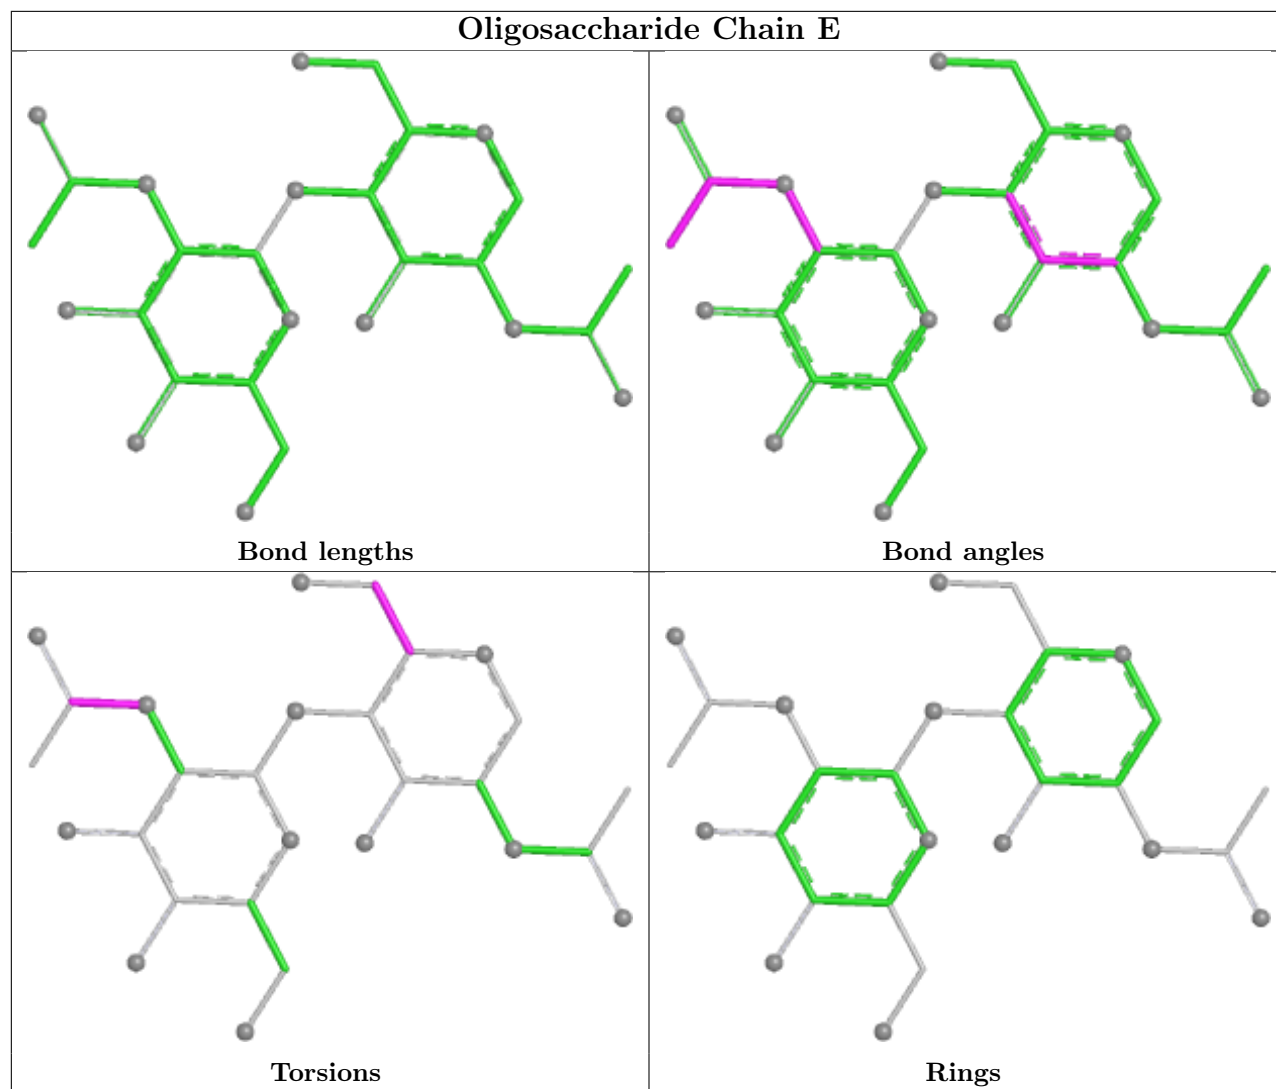 Oligosaccharide Chain E
Bond lengths
Bond angles
Torsions
Rings